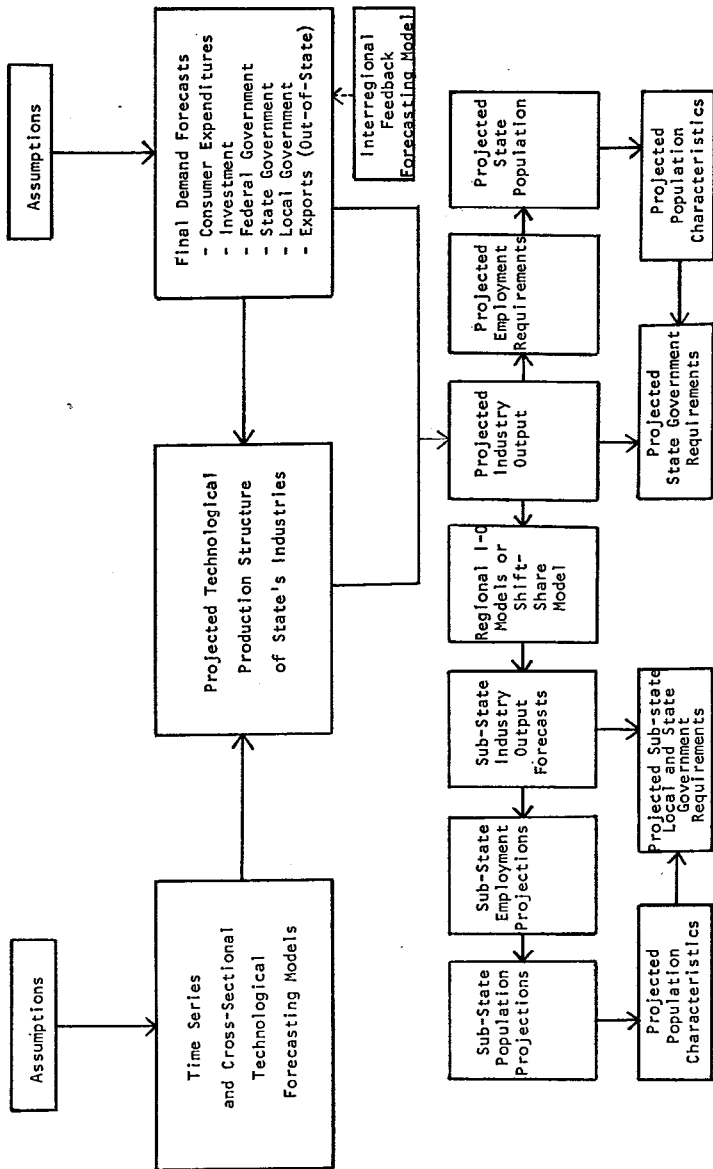 Assumptions
Assumptions
Time Series
and Cross-Sectional
Technological
Forecasting Models
Projected Technological
Production Structure
of State's Industries
Final Demand Forecasts
- Consumer Expenditures
- Investment
- Federal Government
- State Government
- Local Government
- Exports (Out-of-State)
Interregional
Feedback
Forecasting Model
Sub-State
Population
Projections
Sub-State
Employment
Projections
Sub-State
Industry
Output
Forecasts
Regional I-O
Models or
Shift-
Share
Model
Projected
Industry
Output
Projected
Employment
Requirements
Projected
State
Population
Projected
Population
Characteristics
Projected Sub-state
Local and State
Government
Requirements
Projected
State Government
Requirements
Projected
Population
Characteristics